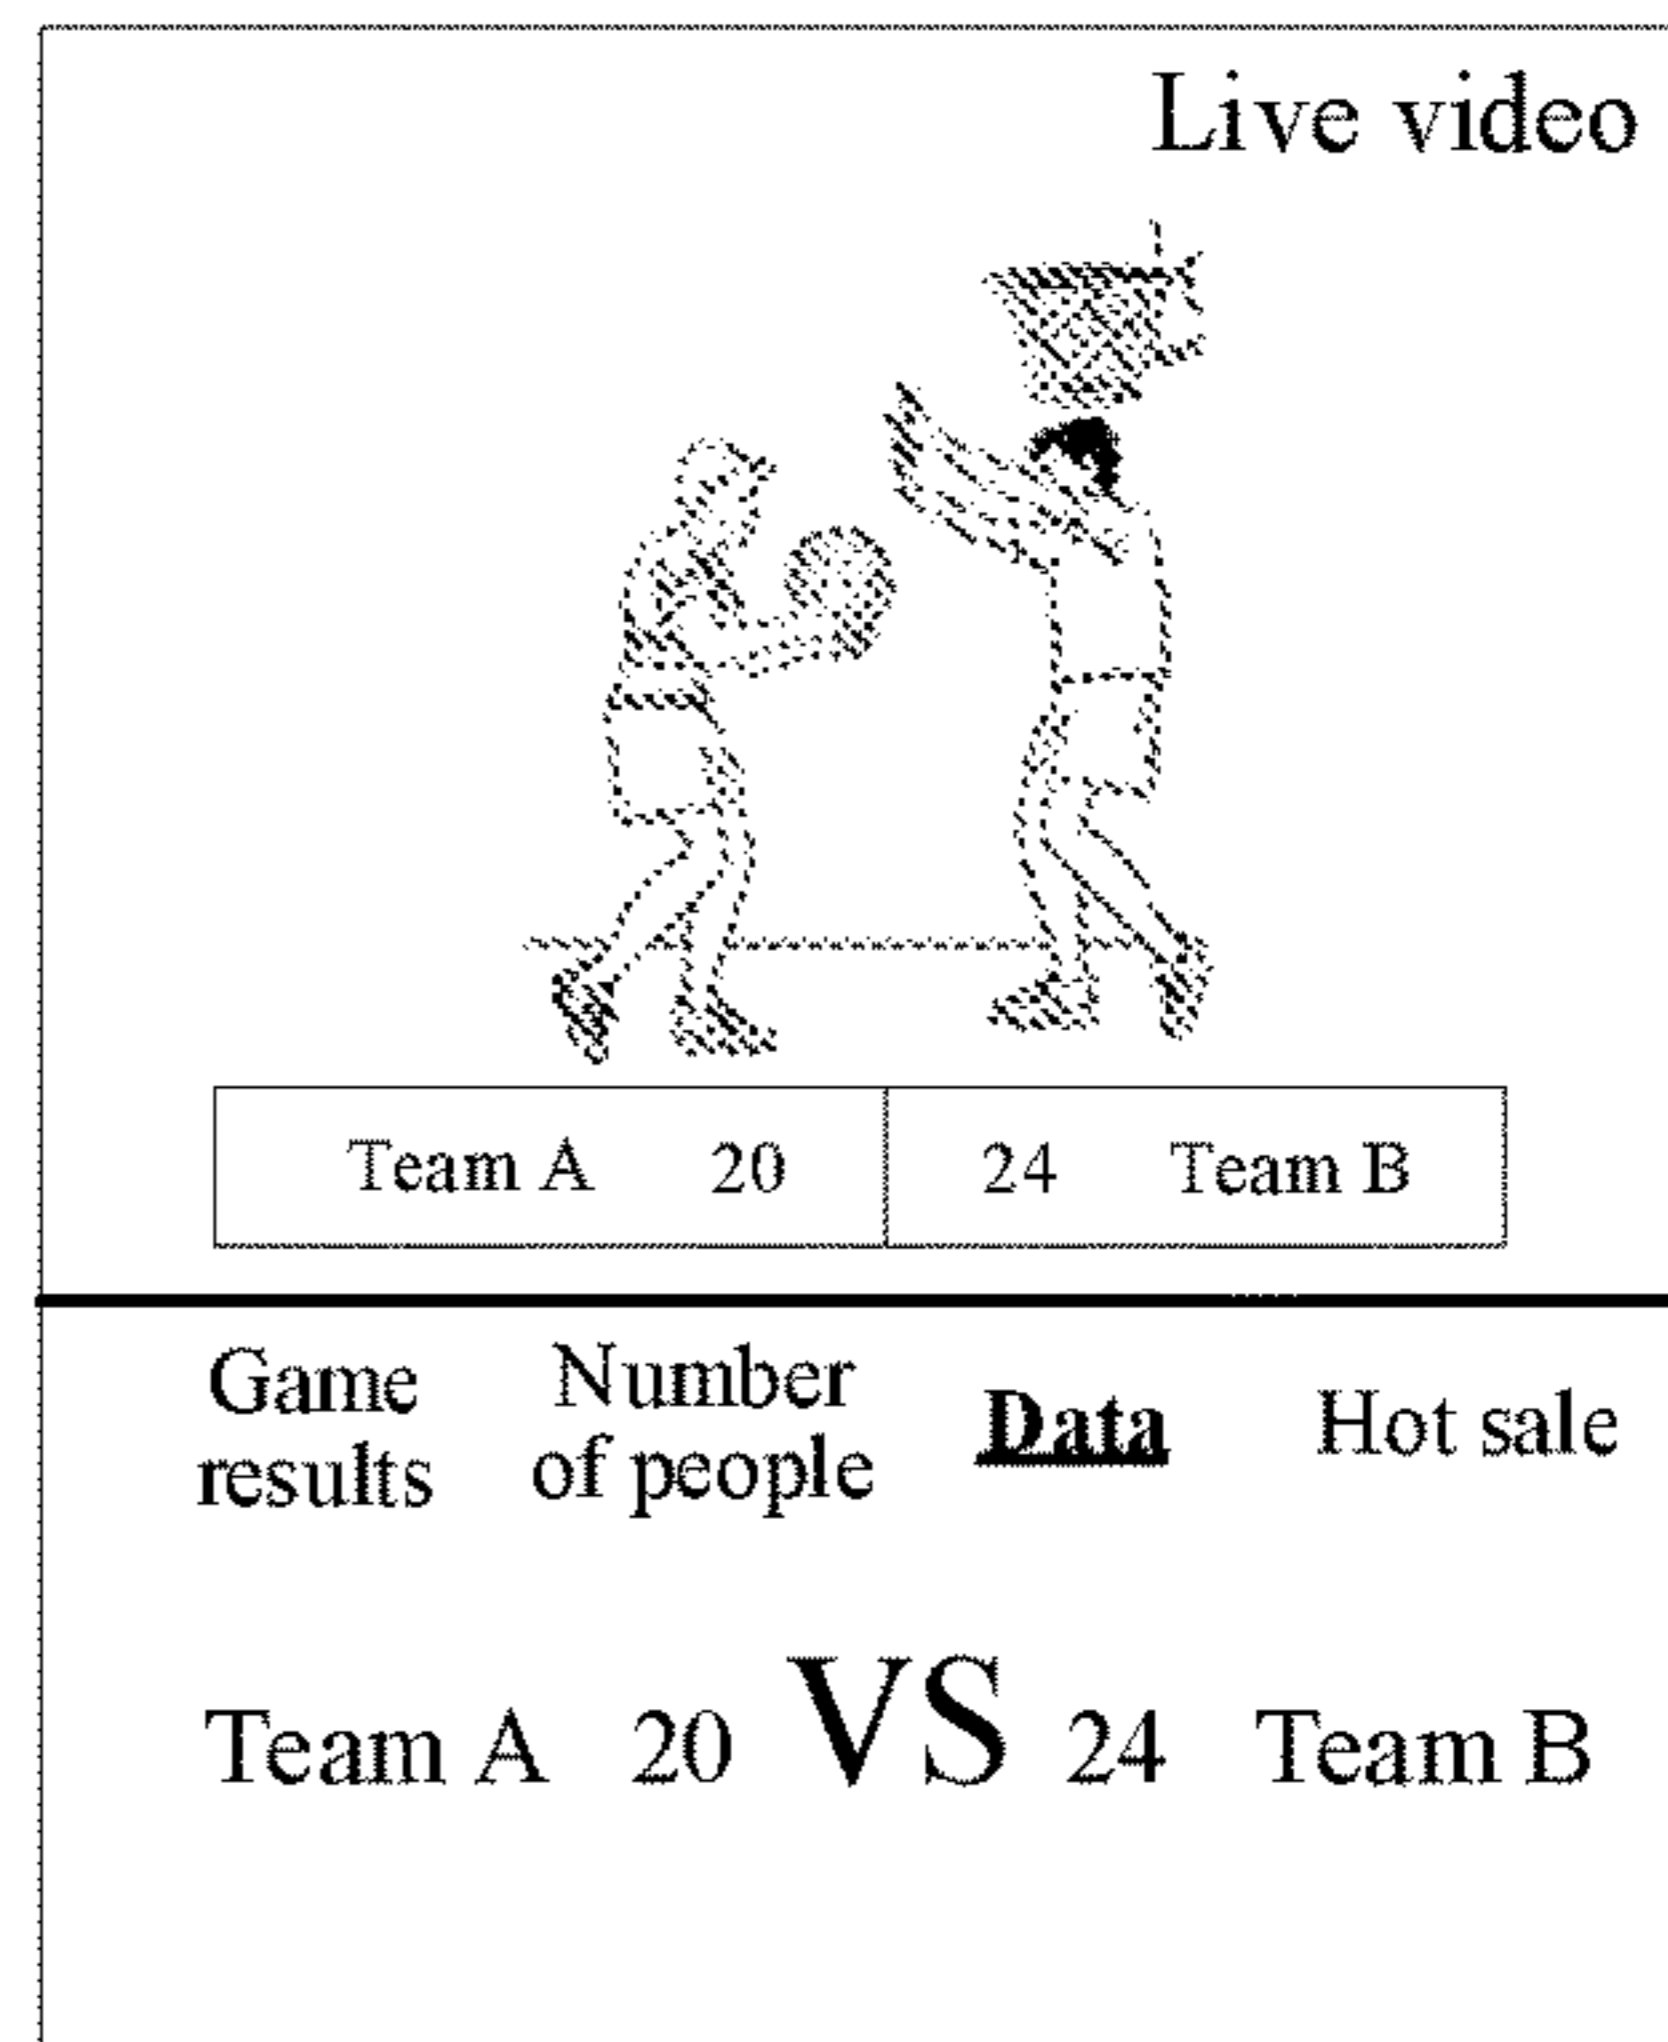 Live video
Team A 20 24 Team B
Game results
Number of people
Data
Hot sale
Team A 20 VS 24 Team B